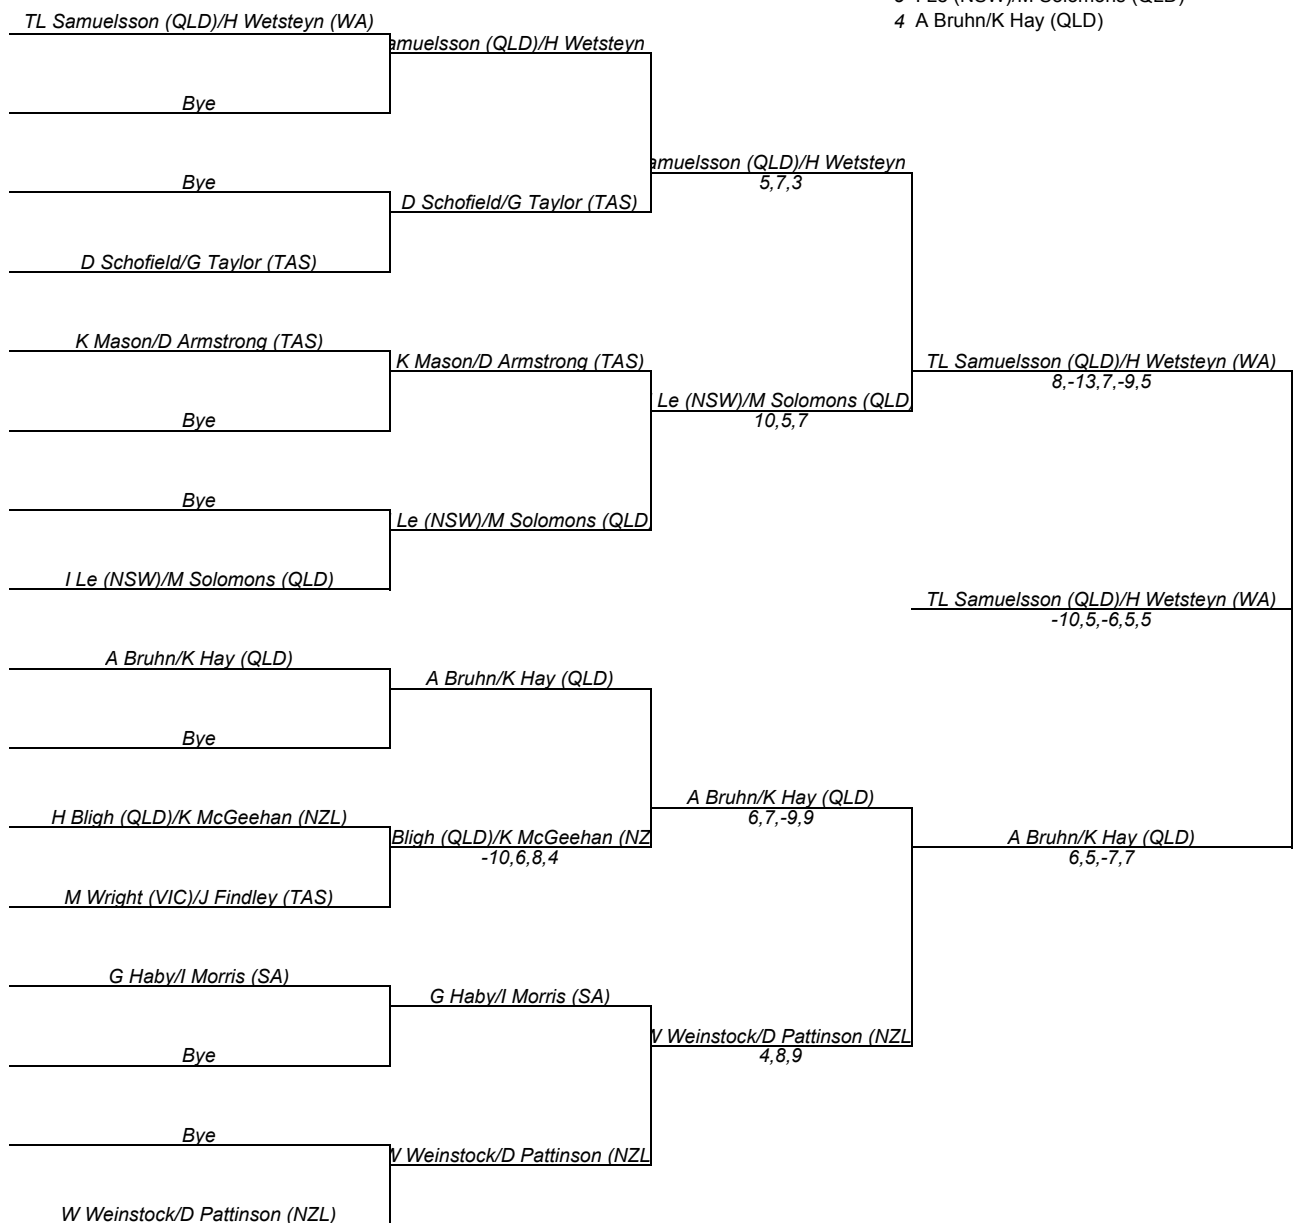 (NSW)/M Solomons (QLD)
4 A Bruhn/K Hay (QLD)
TL Samuelsson (QLD)/H Wetsteyn (WA)
amuelsson (QLD)/H Wetsteyn
Bye
amuelsson (QLD)/H Wetsteyn
5,7,3
Bye
D Schofield/G Taylor (TAS)
D Schofield/G Taylor (TAS)
K Mason/D Armstrong (TAS)
K Mason/D Armstrong (TAS)
TL Samuelsson (QLD)/H Wetsteyn (WA)
8,-13,7,-9,5
Le (NSW)/M Solomons (QLD)
10,5,7
Bye
Bye
Le (NSW)/M Solomons (QLD
I Le (NSW)/M Solomons (QLD)
TL Samuelsson (QLD)/H Wetsteyn (WA)
-10,5,-6,5,5
A Bruhn/K Hay (QLD)
A Bruhn/K Hay (QLD)
Bye
A Bruhn/K Hay (QLD)
6,7,-9,9
H Bligh (QLD)/K McGeehan (NZL)
Bligh (QLD)/K McGeehan (NZ
-10,6,8,4
A Bruhn/K Hay (QLD)
6,5,-7,7
M Wright (VIC)/J Findley (TAS)
G Haby/I Morris (SA)
G Haby/I Morris (SA)
W Weinstock/D Pattinson (NZL
4,8,9
Bye
Bye
W Weinstock/D Pattinson (NZL
W Weinstock/D Pattinson (NZL)